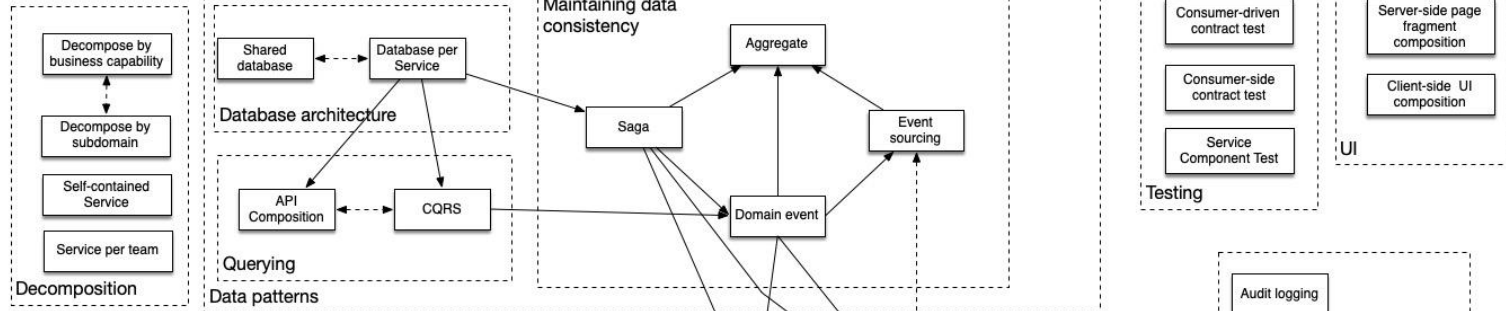 Decompose by
business capability
Decompose by
subdomain
Self-contained
Service
Service per team
Decomposition
Shared
database
Database per
Service
Database architecture
API
Composition
CQRS
Querying
Data patterns
Maintaining data
consistency
Aggregate
Saga
Event
sourcing
Domain event
Consumer-driven
contract test
Consumer-side
contract test
Service
Component Test
Testing
Server-side page
fragment
composition
Client-side UI
composition
UI
Audit logging